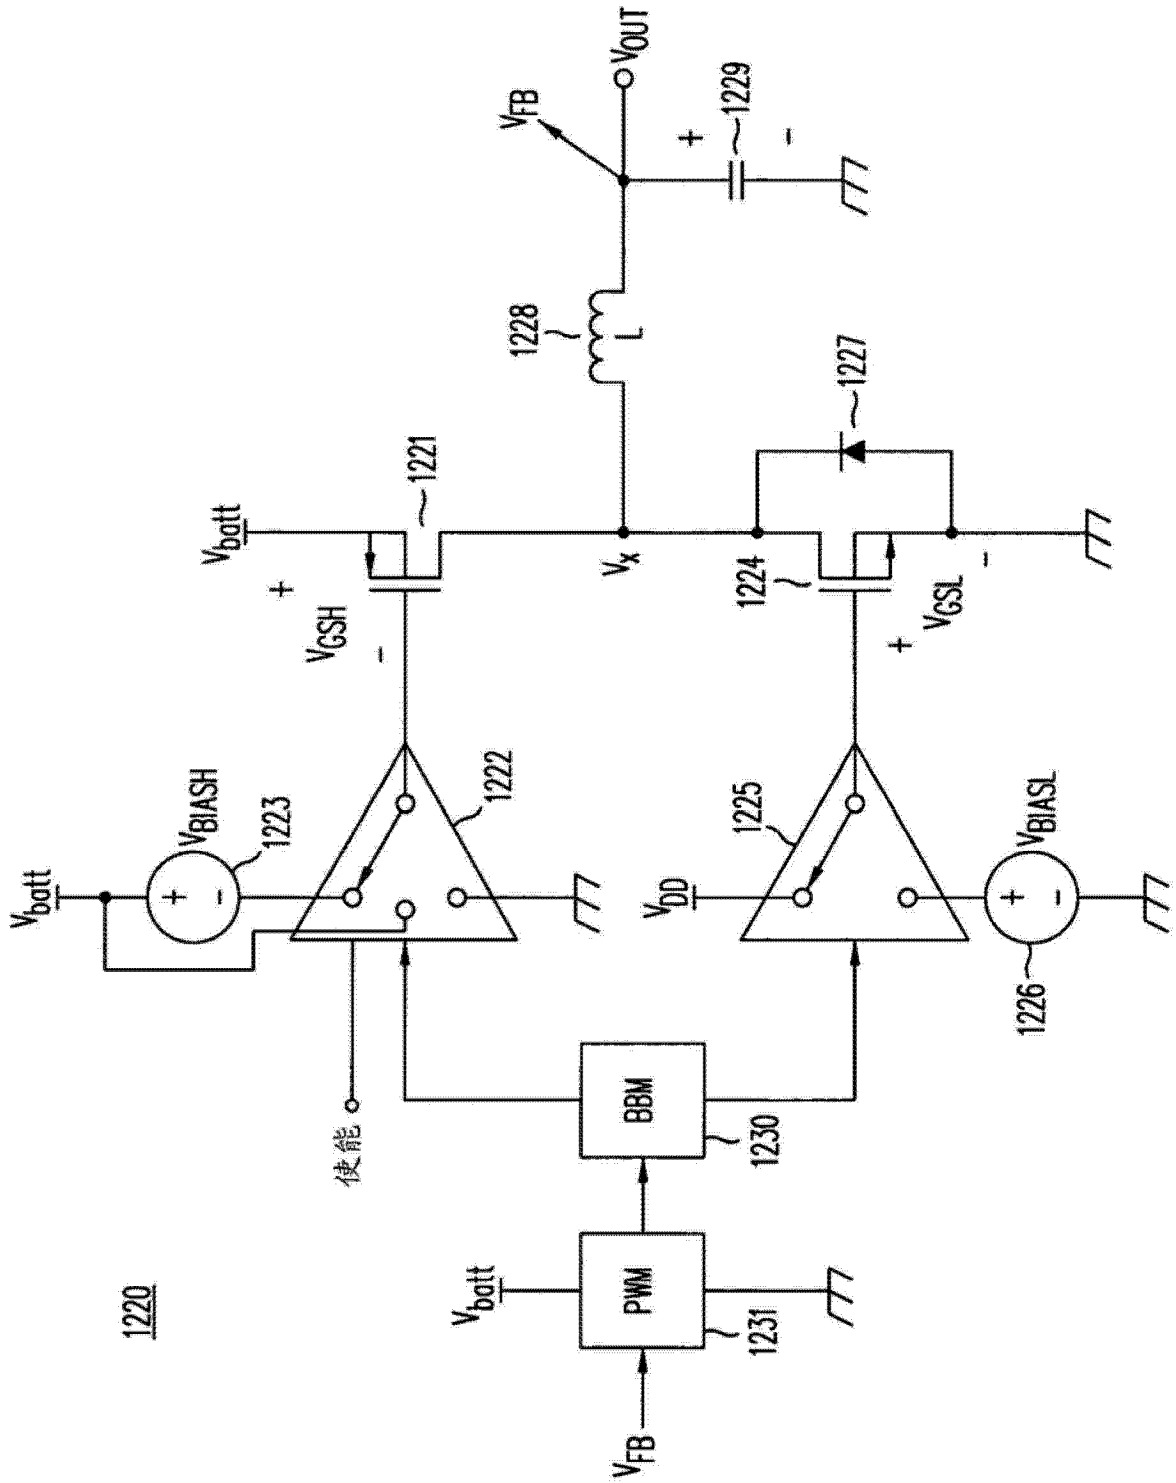 Vbatt
1220
+
-
VBIASH
Vbatt
1223
+
VGSH
-
使能
1221
Vbatt
1222
VFB
1228
L
Vx
VFB
PWM
BBM
VOUT
VDD
+
1229
-
1225
1224
1231
1230
1227
+
VGSL
-
+
-
1226
VBIASL